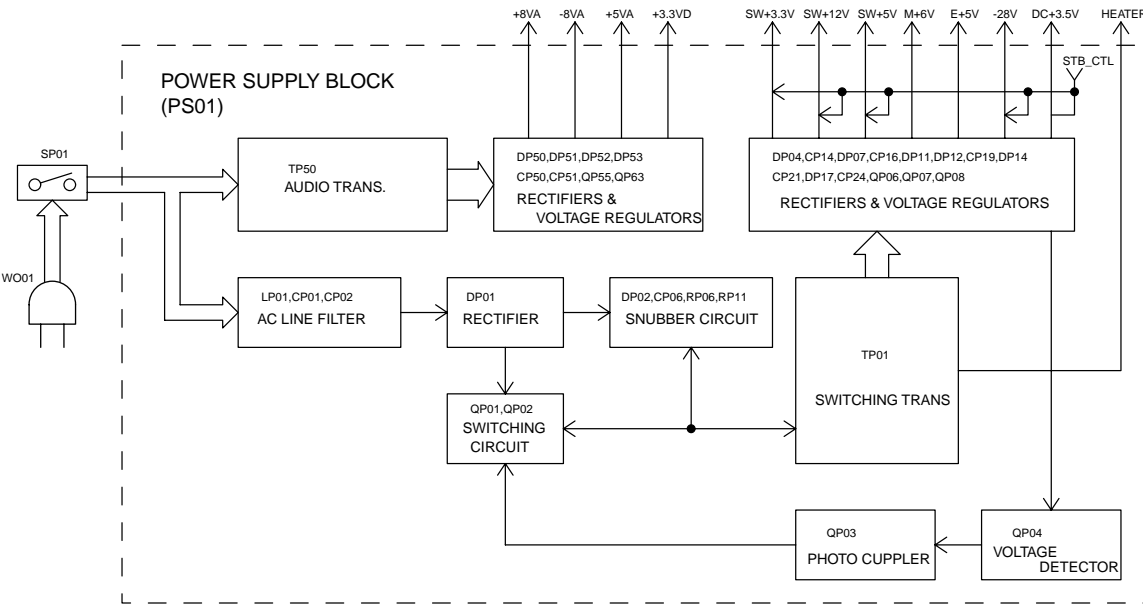 +8VA -8VA +5VA +3.3VD SW+3.3V SW+12V SW+5V M+6V E+5V -28V DC+3.5V HEATER
STB_CTL
POWER SUPPLY BLOCK
(PS01)
SP01
WO01
TP50
AUDIO TRANS.
DP50,DP51,DP52,DP53
CP50,CP51,QP55,QP63
RECTIFIERS &
VOLTAGE REGULATORS
DP04,CP14,DP07,CP16,DP11,DP12,CP19,DP14
CP21,DP17,CP24,QP06,QP07,QP08
RECTIFIERS & VOLTAGE REGULATORS
LP01,CP01,CP02
AC LINE FILTER
DP01
RECTIFIER
DP02,CP06,RP06,RP11
SNUBBER CIRCUIT
TP01
SWITCHING TRANS
QP01,QP02
SWITCHING
CIRCUIT
QP03
PHOTO CUPPLER
QP04
VOLTAGE
DETECTOR